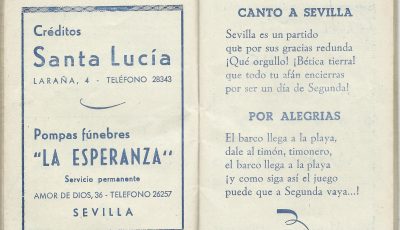 Créditos
Santa Lucía
LARAÑA, 4 - TELÉFONO 28343
Pompas fúnebres
"LA ESPERANZA"
Servicio permanente
AMOR DE DIOS, 36 - TELEFONO 26257
SEVILLA
CANTO A SEVILLA
Sevilla es un partido
que por sus gracias redunda
¡Qué orgullo! ¡Bética tierra!
que todo tu afán encierras
por ser un día de Segunda!
POR ALEGRIAS
El barco llega a la playa,
dale al timón, timonero,
el barco llega a la playa
¡y como siga así el juego
puede que a Segunda vaya...!